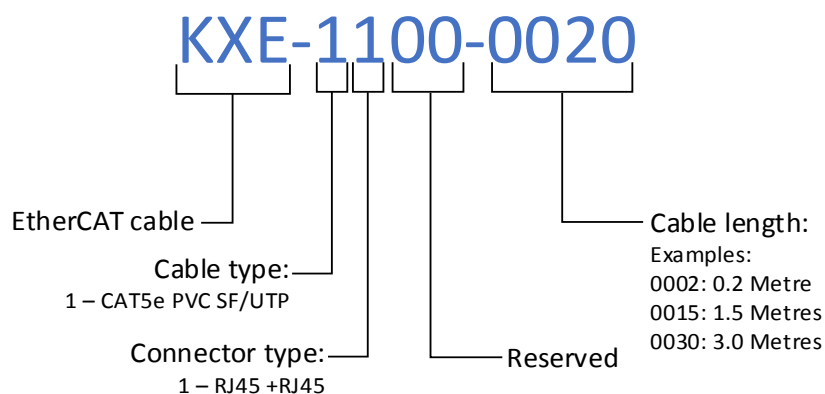 KXE-1100-0020
EtherCAT cable
Cable type:
1 – CAT5e PVC SF/UTP
Connector type:
1 – RJ45 +RJ45
Reserved
Cable length:
Examples:
0002: 0.2 Metre
0015: 1.5 Metres
0030: 3.0 Metres